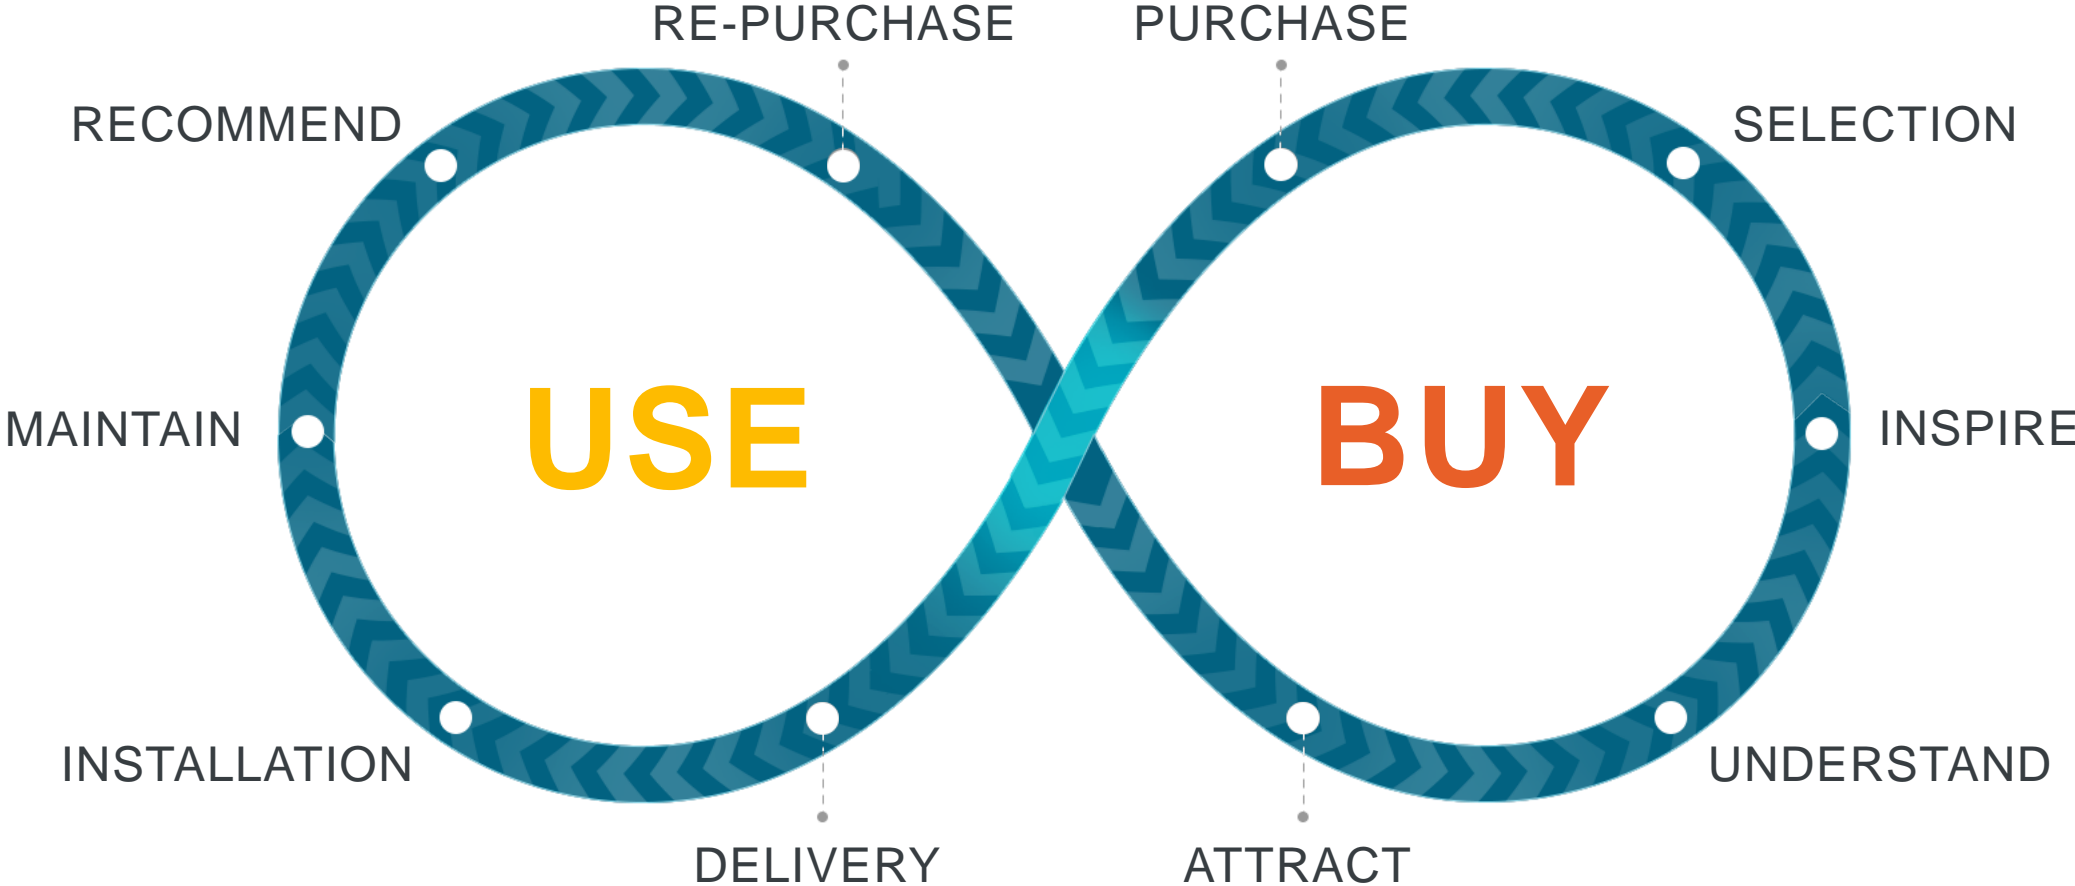 RE-PURCHASE
PURCHASE
RECOMMEND
SELECTION
MAINTAIN
USE
BUY
INSPIRE
INSTALLATION
UNDERSTAND
DELIVERY
ATTRACT